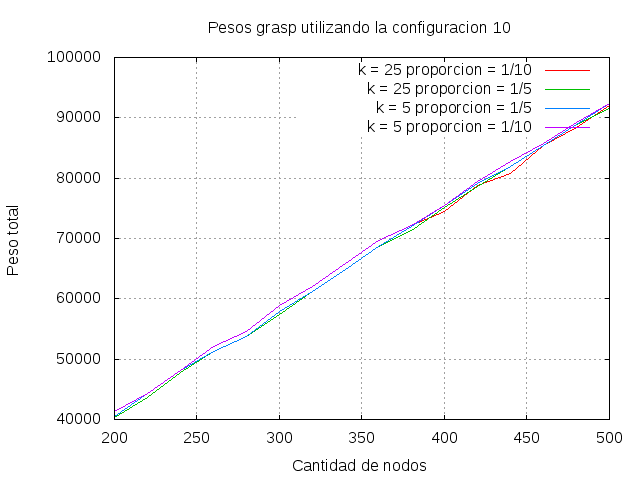 Pesos grasp utilizando la configuracion 10
100000
90000
80000
70000
60000
50000
40000
Peso total
k = 25 proporcion = 1/10
k = 25 proporcion = 1/5
k = 5 proporcion = 1/5
k = 5 proporcion = 1/10
200 250 300 350 400 450 500
Cantidad de nodos